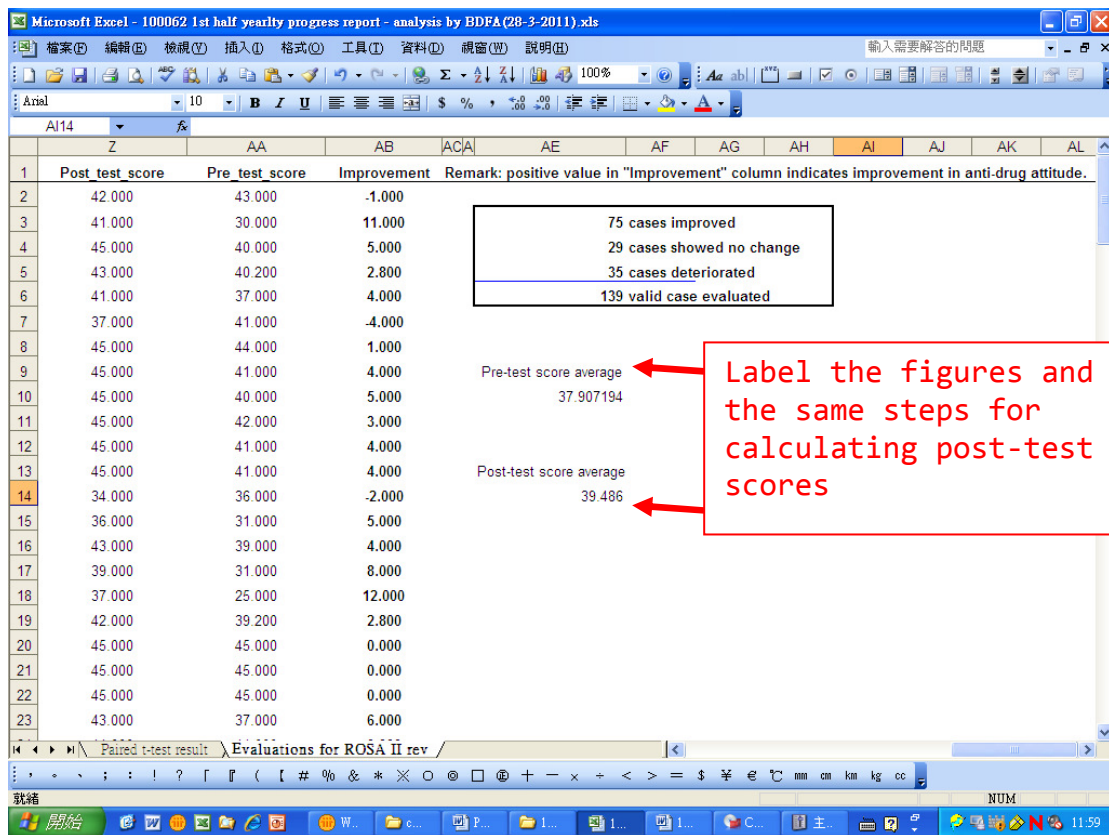 Microsoft Excel - 100062 1st half yearlty progress report - analysis by BDFA(28-3-2011).xls
檔案(F) 編輯(E) 檢視(V) 插入(I) 格式(O) 工具(T) 資料(D) 視窗(W) 說明(H) 輸入需要解答的問題
100%
Arial 10 B I U $ %
AI14 fx
Z AA AB AC A AE AF AG AH AI AJ AK AL
1 Post_test_score Pre_test_score Improvement Remark: positive value in "Improvement" column indicates improvement in anti-drug attitude.
2 42.000 43.000 -1.000
3 41.000 30.000 11.000 75 cases improved
4 45.000 40.000 5.000 29 cases showed no change
5 43.000 40.200 2.800 35 cases deteriorated
6 41.000 37.000 4.000 139 valid case evaluated
7 37.000 41.000 -4.000
8 45.000 44.000 1.000
9 45.000 41.000 4.000 Pre-test score average
10 45.000 40.000 5.000 37.907194
11 45.000 42.000 3.000
12 45.000 41.000 4.000
13 45.000 41.000 4.000 Post-test score average
14 34.000 36.000 -2.000 39.486
15 36.000 31.000 5.000
16 43.000 39.000 4.000
17 39.000 31.000 8.000
18 37.000 25.000 12.000
19 42.000 39.200 2.800
20 45.000 45.000 0.000
21 45.000 45.000 0.000
22 45.000 45.000 0.000
23 43.000 37.000 6.000
Label the figures and
the same steps for
calculating post-test
scores
Paired t-test result Evaluations for ROSA II rev
, 。 、 ; : ! ? 「 『 ( 【 # % & * ※ ○ ◎ □ ⊕ + － × ÷ < > = $ ¥ € ℃ mm cm km kg cc
就緒 NUM
開始 W... c... P... 1... 1... 1... C... 主... 11:59